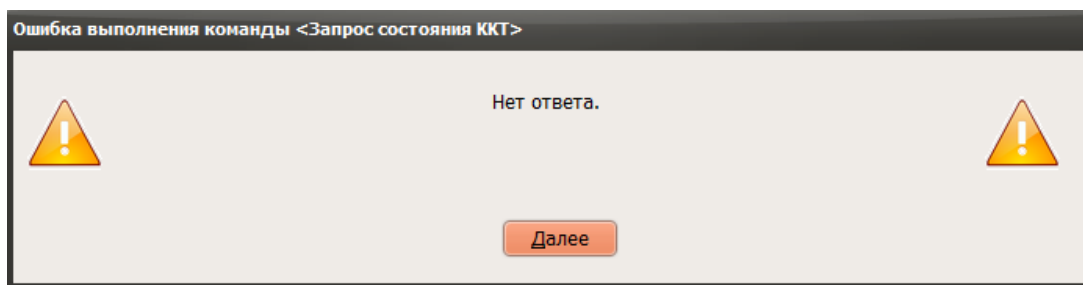 Ошибка выполнения команды <Запрос состояния ККТ>
Нет ответа.
Далее